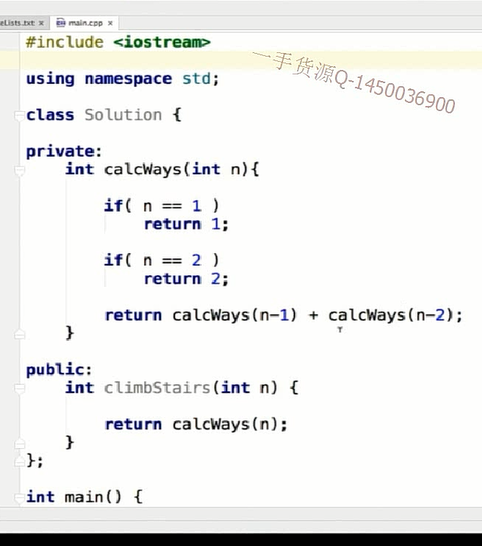 main.cpp
#include <iostream>
一手货源Q-1450036900
using namespace std;
class Solution {
private:
int calcWays(int n){
if( n == 1 )
return 1;
if( n == 2 )
return 2;
return calcWays(n-1) + calcWays(n-2);
}
public:
int climbStairs(int n) {
return calcWays(n);
}
};
int main() {